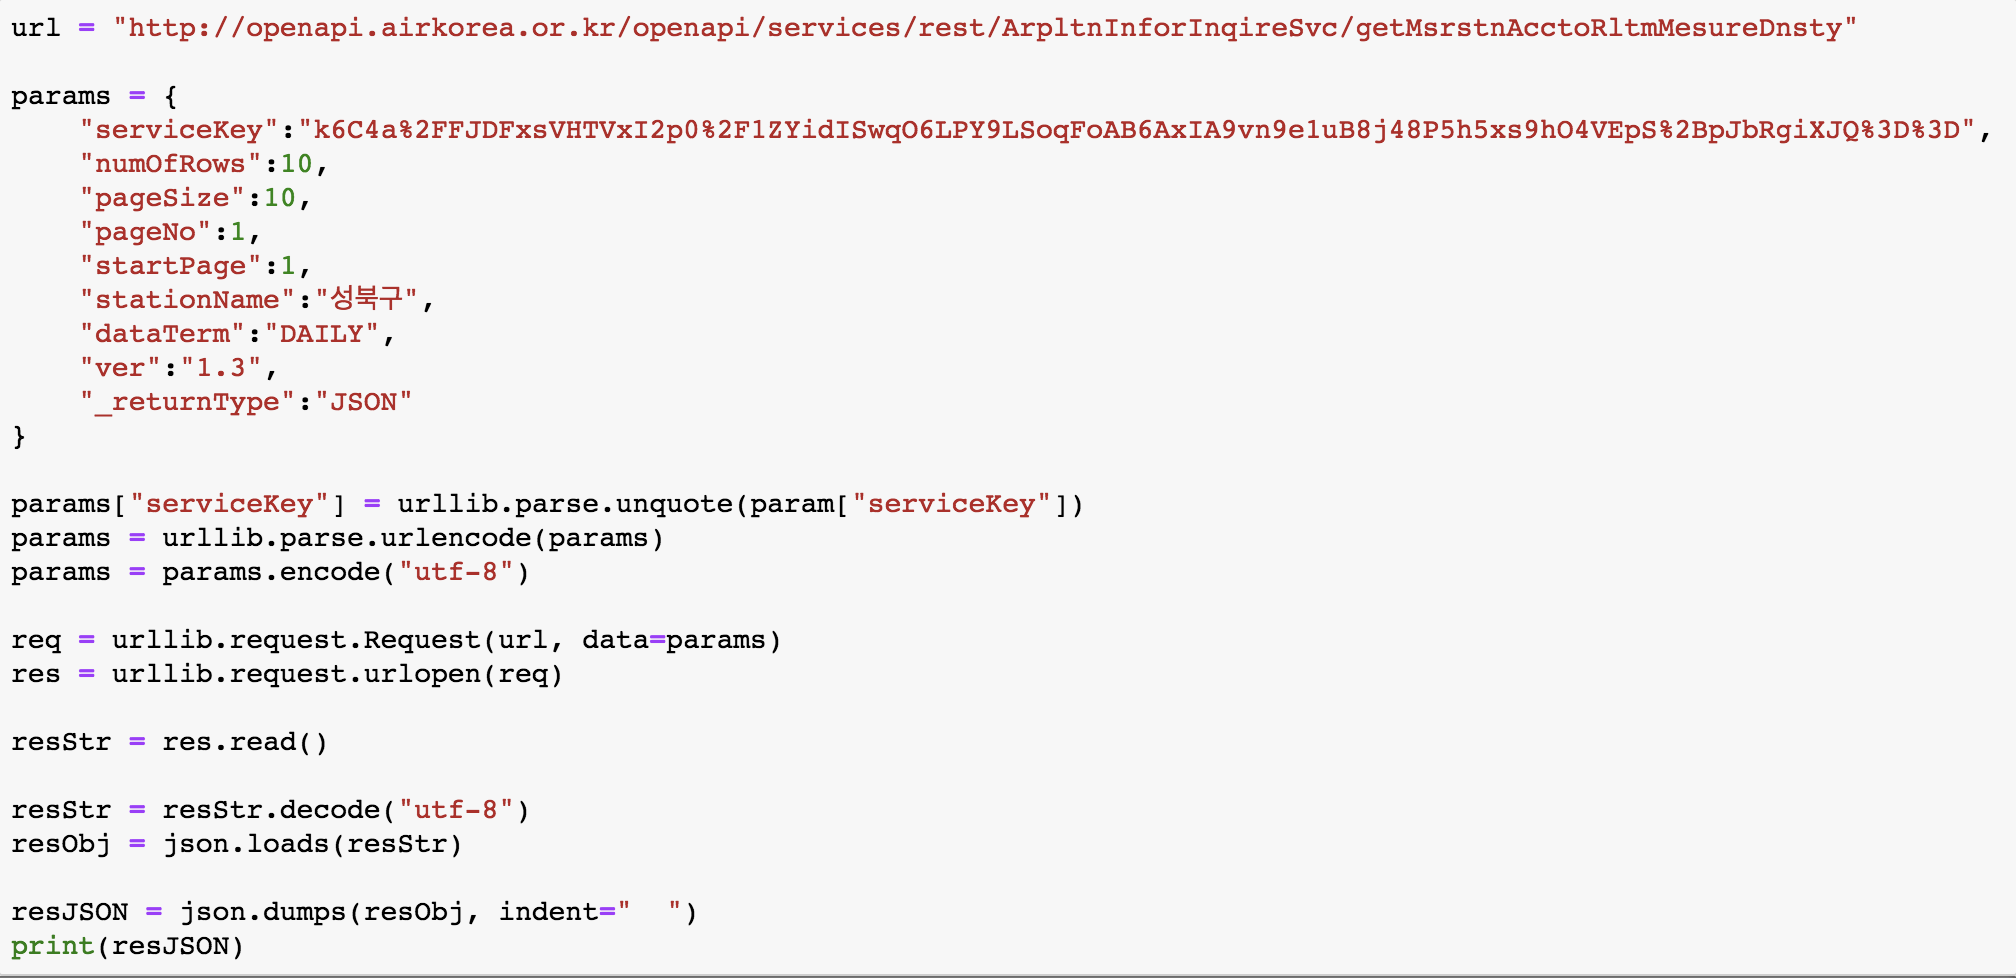 url = "http://openapi.airkorea.or.kr/openapi/services/rest/ArpltnInforInqireSvc/getMsrstnAcctoRltmMesureDnsty"
params = {
"serviceKey":"k6C4a%2FFJDFxsVHTVxI2p0%2F1ZYidISwqO6LPY9LSoqFoAB6AxIA9vn9e1uB8j48P5h5xs9hO4VEpS%2BpJbRgiXJQ%3D%3D",
"numOfRows":10,
"pageSize":10,
"pageNo":1,
"startPage":1,
"stationName":"성북구",
"dataTerm":"DAILY",
"ver":"1.3",
"_returnType":"JSON"
}
params["serviceKey"] = urllib.parse.unquote(param["serviceKey"])
params = urllib.parse.urlencode(params)
params = params.encode("utf-8")
req = urllib.request.Request(url, data=params)
res = urllib.request.urlopen(req)
resStr = res.read()
resStr = resStr.decode("utf-8")
resObj = json.loads(resStr)
resJSON = json.dumps(resObj, indent="  ")
print(resJSON)